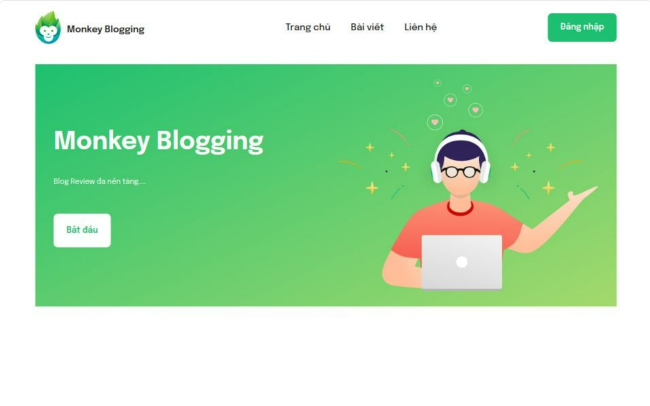 Monkey Blogging
Trang chủ Bài viết Liên hệ
Đăng nhập
Monkey Blogging
Blog Review đa nền tảng....
Bắt đầu